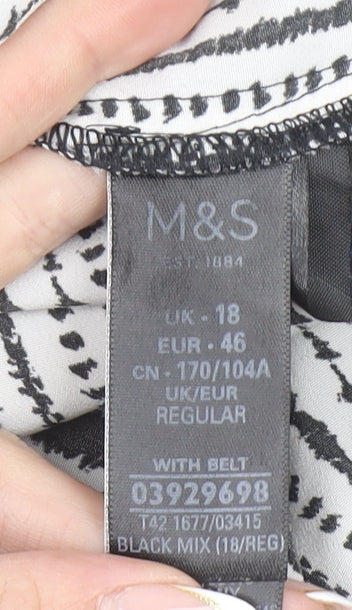 M&S
EST. 1884
UK - 18
EUR - 46
CN - 170/104A
UK/EUR
REGULAR
WITH BELT
03929698
T42 1677/03415
BLACK MIX (18/REG)